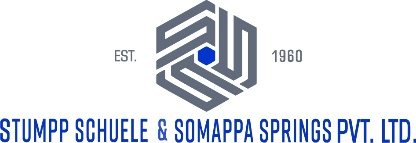 EST. 1960
STUMPP SCHUELE & SOMAPPA SPRINGS PVT. LTD.